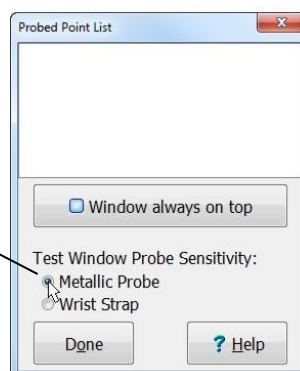 Probed Point List
Window always on top
Test Window Probe Sensitivity:
Metallic Probe
Wrist Strap
Done
? Help